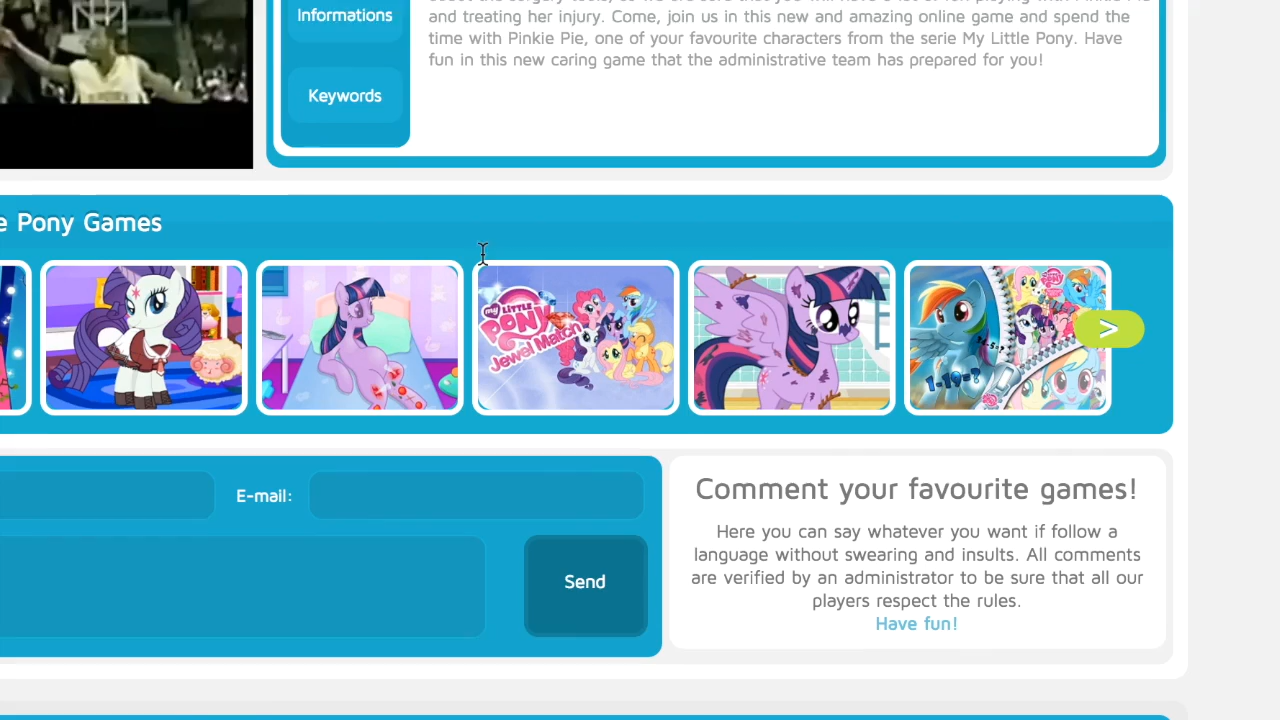 Informations
Keywords
and treating her injury. Come, join us in this new and amazing online game and spend the
time with Pinkie Pie, one of your favourite characters from the serie My Little Pony. Have
fun in this new caring game that the administrative team has prepared for you!
Pony Games
my LITTLE
PONY
Jewel Match
1-19=?
>
E-mail:
Send
Comment your favourite games!
Here you can say whatever you want if follow a
language without swearing and insults. All comments
are verified by an administrator to be sure that all our
players respect the rules.
Have fun!